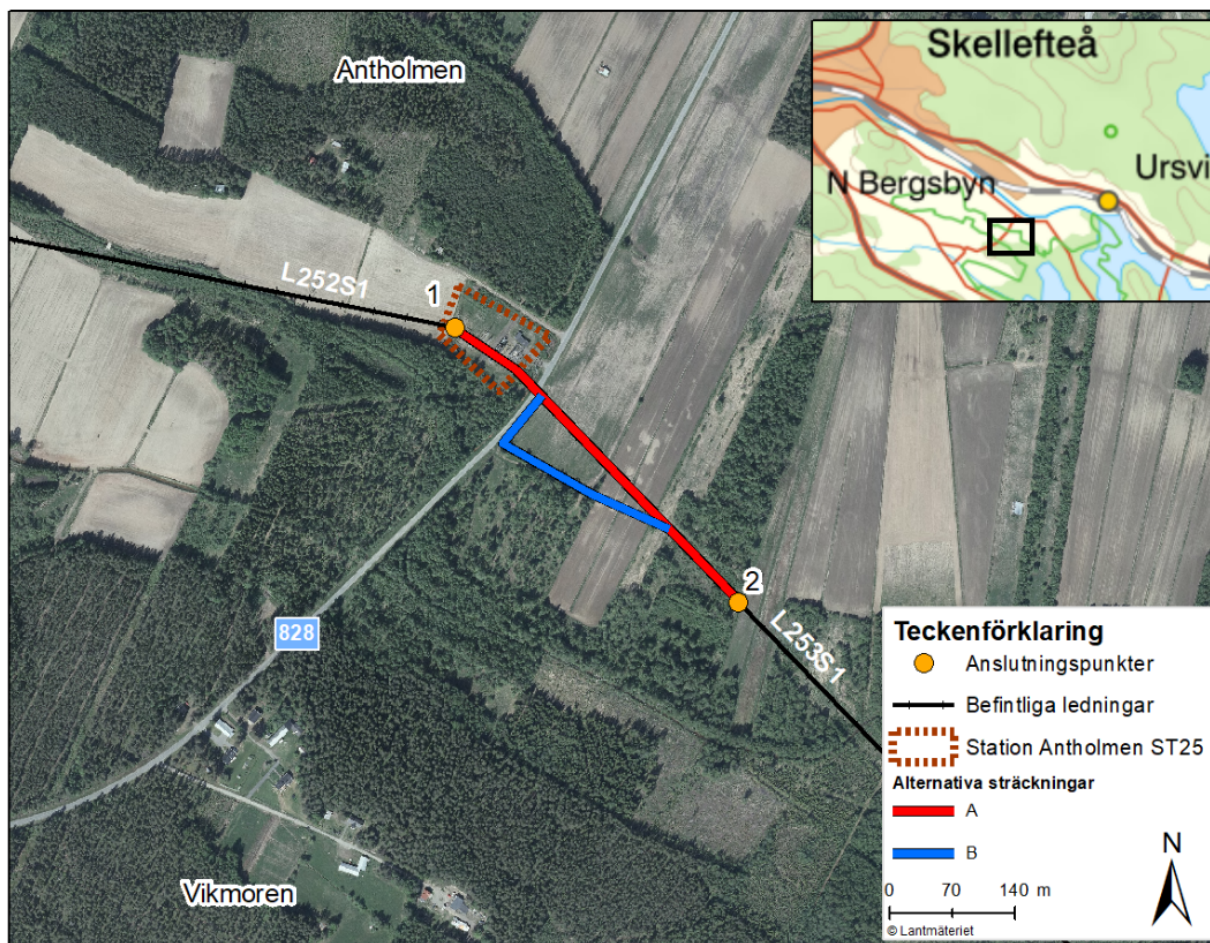 Antholmen
Skellefteå
Ursvi
N Bergsbyn
L252S1
1
2
L253S1
828
Vikmoren
Teckenförklaring
Anslutningspunkter
Befintliga ledningar
Station Antholmen ST25
Alternativa sträckningar
A
B
N
0 70 140 m
© Lantmäteriet